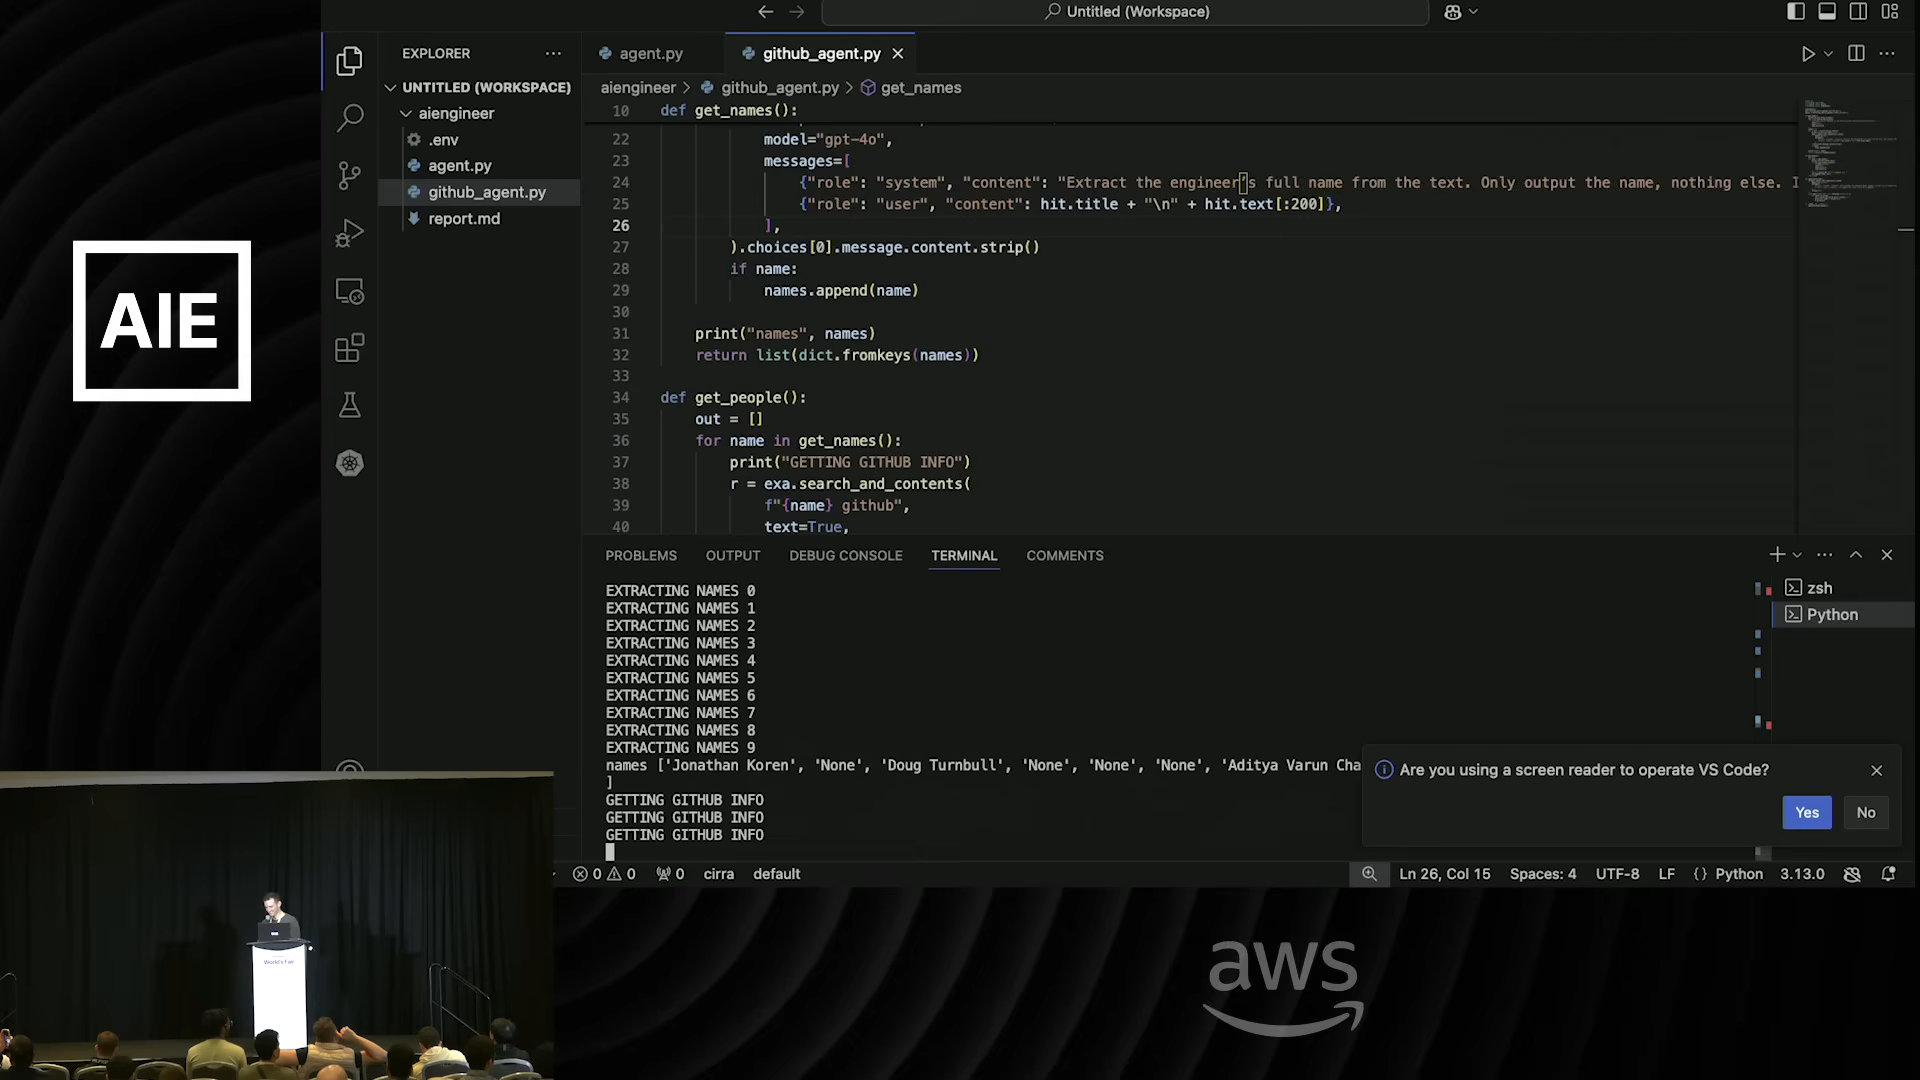 Untitled (Workspace)
EXPLORER
agent.py
github_agent.py
UNTITLED (WORKSPACE)
aiengineer
.env
agent.py
github_agent.py
report.md
aiengineer > github_agent.py > get_names
10 def get_names():
22 model="gpt-4o",
23 messages=[
24 {"role": "system", "content": "Extract the engineer's full name from the text. Only output the name, nothing else. I
25 {"role": "user", "content": hit.title + "\n" + hit.text[:200]},
26 ],
27 ).choices[0].message.content.strip()
28 if name:
29 names.append(name)
30
31 print("names", names)
32 return list(dict.fromkeys(names))
33
34 def get_people():
35 out = []
36 for name in get_names():
37 print("GETTING GITHUB INFO")
38 r = exa.search_and_contents(
39 f"{name} github",
40 text=True,
PROBLEMS OUTPUT DEBUG CONSOLE TERMINAL COMMENTS
EXTRACTING NAMES 0
EXTRACTING NAMES 1
EXTRACTING NAMES 2
EXTRACTING NAMES 3
EXTRACTING NAMES 4
EXTRACTING NAMES 5
EXTRACTING NAMES 6
EXTRACTING NAMES 7
EXTRACTING NAMES 8
EXTRACTING NAMES 9
names ['Jonathan Koren', 'None', 'Doug Turnbull', 'None', 'None', 'None', 'Aditya Varun Cha
]
GETTING GITHUB INFO
GETTING GITHUB INFO
GETTING GITHUB INFO
zsh
Python
Are you using a screen reader to operate VS Code?
Yes No
0 0 0 cirra default
Ln 26, Col 15 Spaces: 4 UTF-8 LF {} Python 3.13.0
AIE
World's Fair
aws